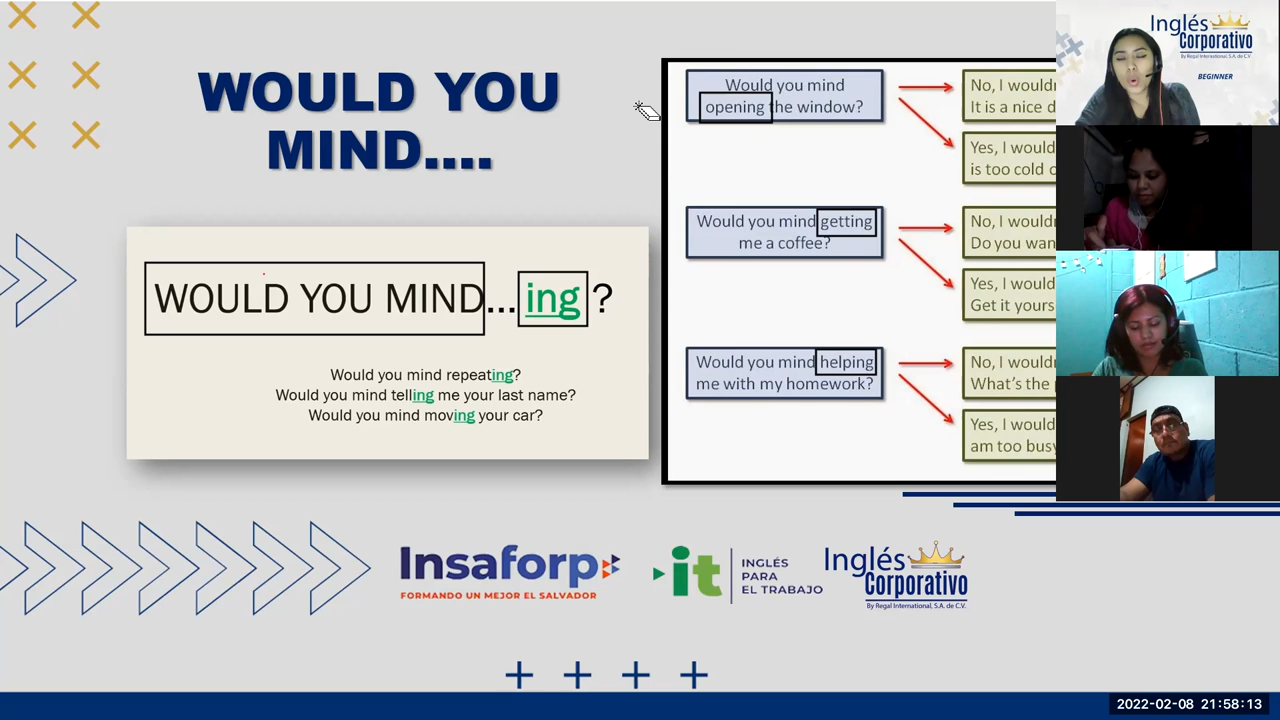 WOULD YOU
MIND....
WOULD YOU MIND...ing ?
Would you mind repeating?
Would you mind telling me your last name?
Would you mind moving your car?
Would you mind
opening the window?
No, I
It is a nice
Yes, I would
is too cold
Would you mind getting
me a coffee?
No, I
Do you
Yes, I would
Get it yours
Would you mind helping
me with my homework?
No, I
What's the
Yes, I would
am too
Insaforp
FORMANDO UN MEJOR EL SALVADOR
it
INGLÉS
PARA
EL TRABAJO
Inglés
Corporativo
By Regal International, S.A. de C.V.
Inglés
Corporativo
By Regal International, S.A. de C.V.
BEGINNER
2022-02-08 21:58:13